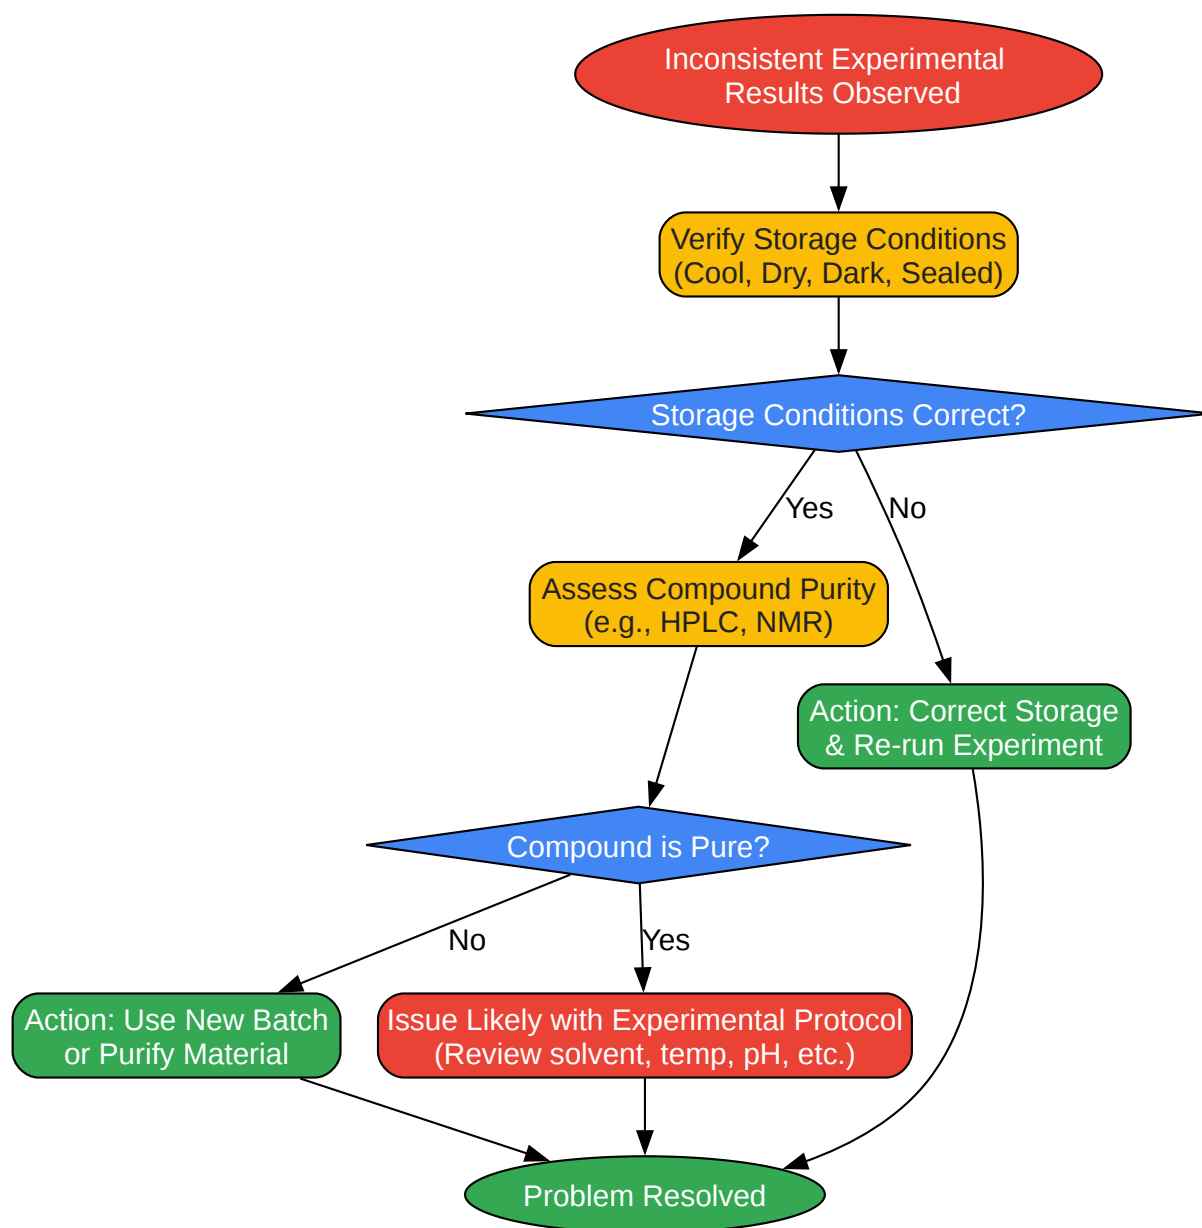 Inconsistent Experimental
Results Observed
Verify Storage Conditions
(Cool, Dry, Dark, Sealed)
Storage Conditions Correct?
Yes
No
Assess Compound Purity
(e.g., HPLC, NMR)
Action: Correct Storage
& Re-run Experiment
Compound is Pure?
No
Yes
Action: Use New Batch
or Purify Material
Issue Likely with Experimental Protocol
(Review solvent, temp, pH, etc.)
Problem Resolved